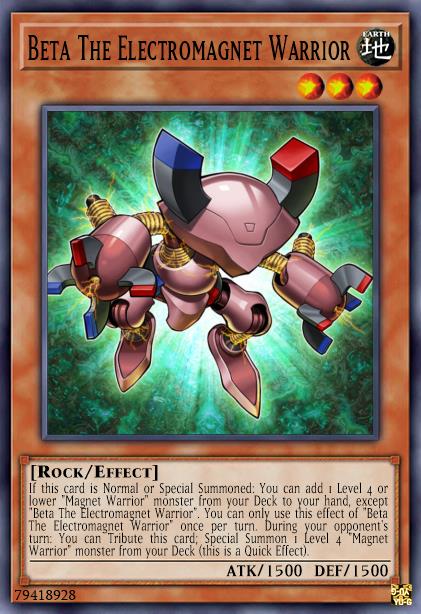 Beta The Electromagnet Warrior
EARTH
地
[Rock/Effect]
If this card is Normal or Special Summoned: You can add 1 Level 4 or
lower "Magnet Warrior" monster from your Deck to your hand, except
"Beta The Electromagnet Warrior". You can only use this effect of "Beta
The Electromagnet Warrior" once per turn. During your opponent's
turn: You can Tribute this card; Special Summon 1 Level 4 "Magnet
Warrior" monster from your Deck (this is a Quick Effect).
ATK/1500 DEF/1500
79418928